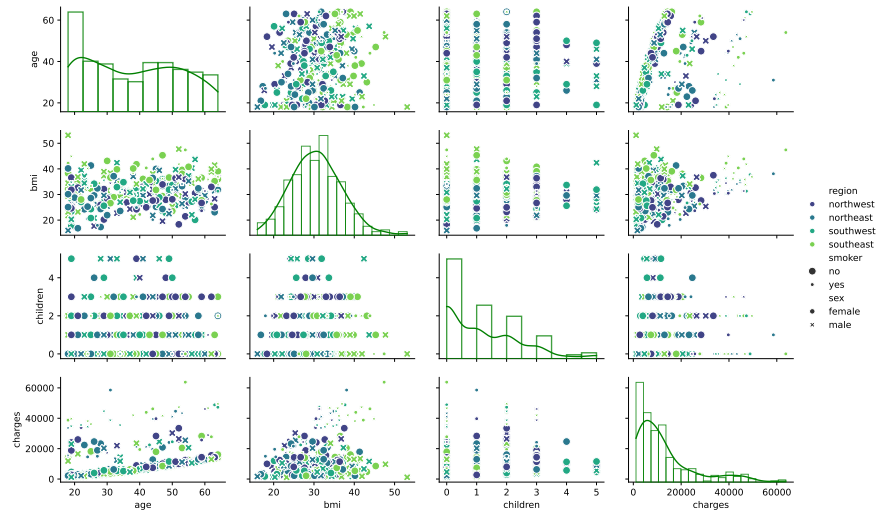 60
40
20
age
50
40
30
20
bmi
region
northwest
northeast
southwest
southeast
smoker
no
yes
sex
female
male
4
2
0
children
60000
40000
20000
0
charges
20 40 60
age
20 30 40 50
bmi
0 1 2 3 4 5
children
0 20000 40000 60000
charges